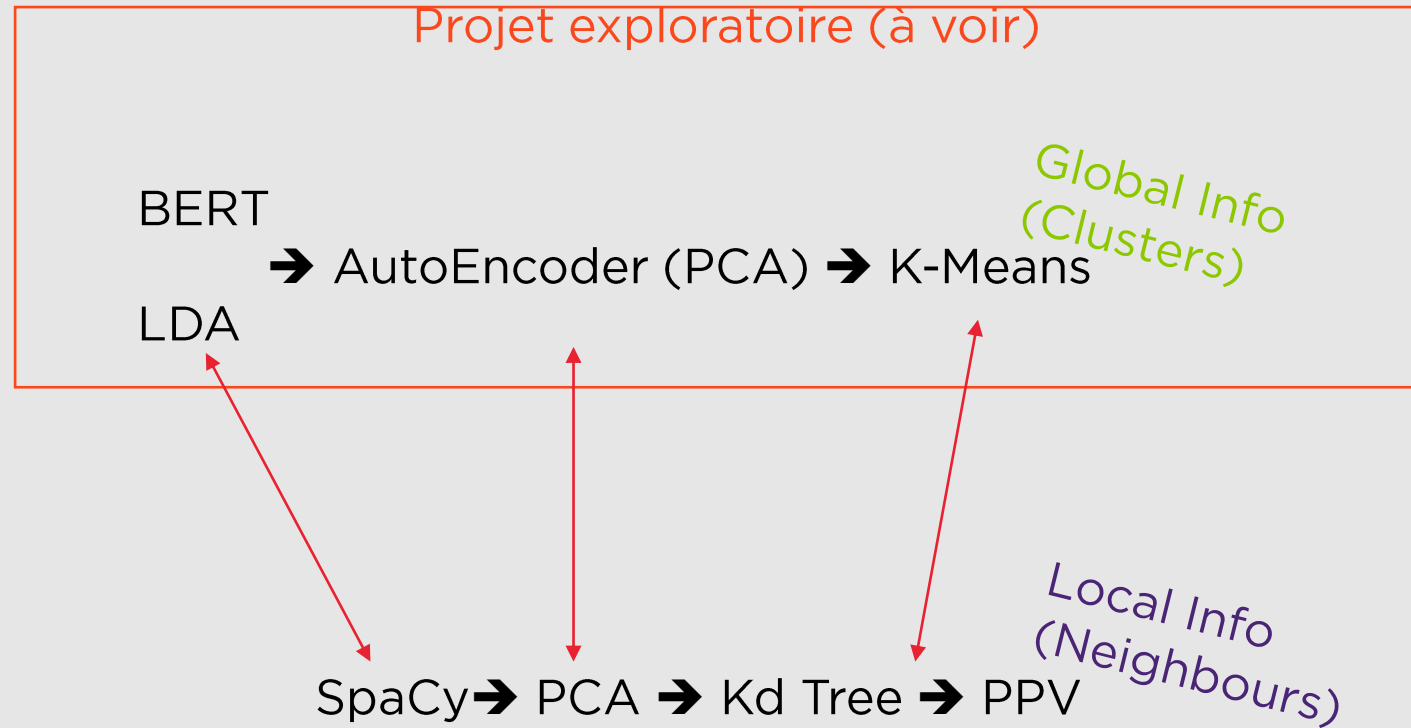 Projet exploratoire (à voir)
Global Info
(Clusters)
BERT
➔ AutoEncoder (PCA) ➔ K-Means
LDA
Local Info
(Neighbours)
SpaCy➔ PCA ➔ Kd Tree ➔ PPV